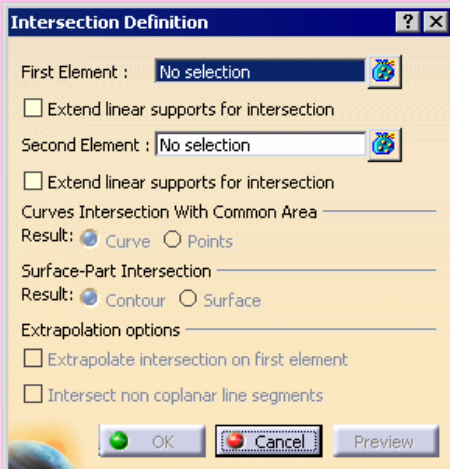 Intersection Definition
First Element : No selection
Extend linear supports for intersection
Second Element : No selection
Extend linear supports for intersection
Curves Intersection With Common Area
Result: Curve Points
Surface-Part Intersection
Result: Contour Surface
Extrapolation options
Extrapolate intersection on first element
Intersect non coplanar line segments
OK Cancel Preview